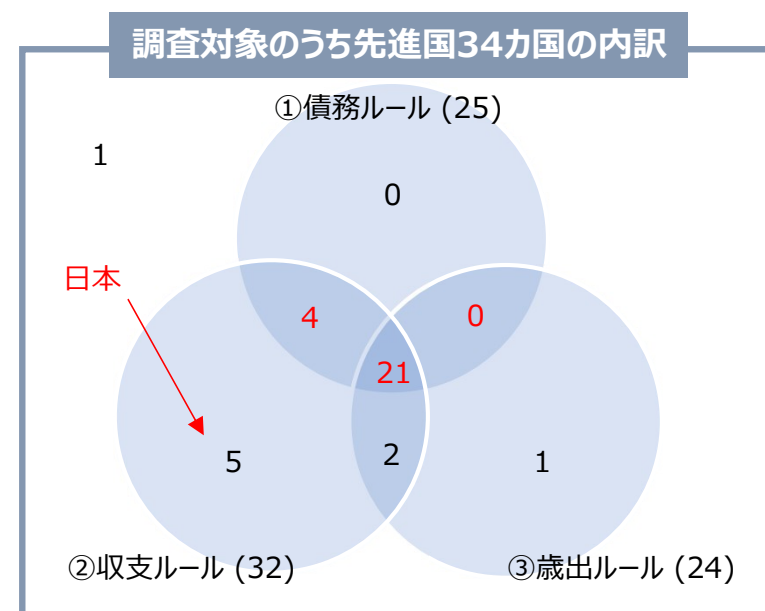 調査対象のうち先進国34カ国の内訳
①債務ルール (25)
1
0
日本
4
0
21
5
2
1
②収支ルール (32)
③歳出ルール (24)